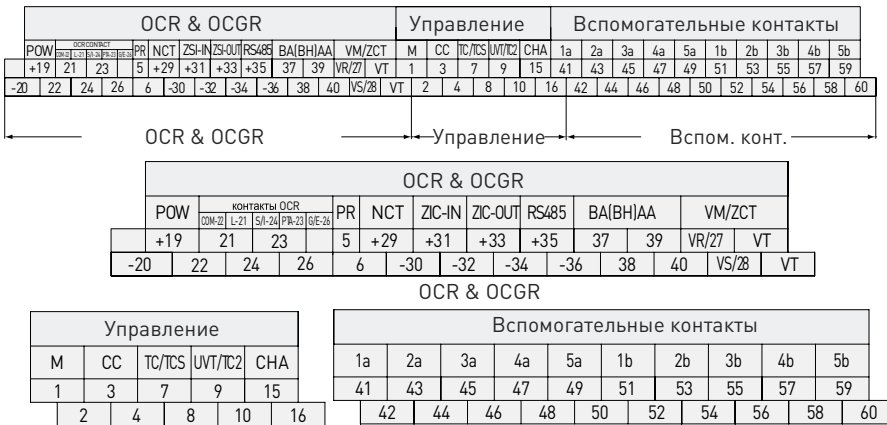 OCR & OCGR Управление Вспомогательные контакты
POW OCR CONTACT PR CC NCT ZSI-IN ZSI-OUT RS485 BA(BH)AA VM/ZCT M CC TC/TCS UVT/TC2 CHA 1a 2a 3a 4a 5a 1b 2b 3b 4b 5b
COM-22 L-21 S/I-24 PTA-23 G/E-26
+19 21 23 5 +29 +31 +33 +35 37 39 VR/27 VT 1 3 7 9 15 41 43 45 47 49 51 53 55 57 59
-20 22 24 26 6 -30 -32 -34 -36 38 40 VS/28 VT 2 4 8 10 16 42 44 46 48 50 52 54 56 58 60
OCR & OCGR Управление Вспом. конт.
OCR & OCGR
POW контакты OCR PR NCT ZIC-IN ZIC-OUT RS485 BA(BH)AA VM/ZCT
COM-22 L-21 S/I-24 PTA-23 G/E-26
+19 21 23 5 +29 +31 +33 +35 37 39 VR/27 VT
-20 22 24 26 6 -30 -32 -34 -36 38 40 VS/28 VT
OCR & OCGR
Управление
M CC TC/TCS UVT/TC2 CHA
1 3 7 9 15
2 4 8 10 16
Вспомогательные контакты
1a 2a 3a 4a 5a 1b 2b 3b 4b 5b
41 43 45 47 49 51 53 55 57 59
42 44 46 48 50 52 54 56 58 60